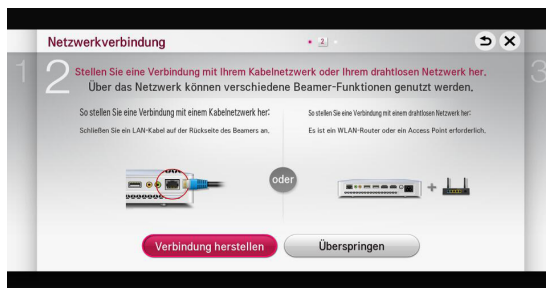 Netzwerkverbindung
2
1
2
3
Stellen Sie eine Verbindung mit Ihrem Kabelnetzwerk oder Ihrem drahtlosen Netzwerk her.
Über das Netzwerk können verschiedene Beamer-Funktionen genutzt werden.
So stellen Sie eine Verbindung mit einem Kabelnetzwerk her:
Schließen Sie ein LAN-Kabel auf der Rückseite des Beamers an.
oder
So stellen Sie eine Verbindung mit einem drahtlosen Netzwerk her:
Es ist ein WLAN-Router oder ein Access Point erforderlich.
+
Verbindung herstellen
Überspringen